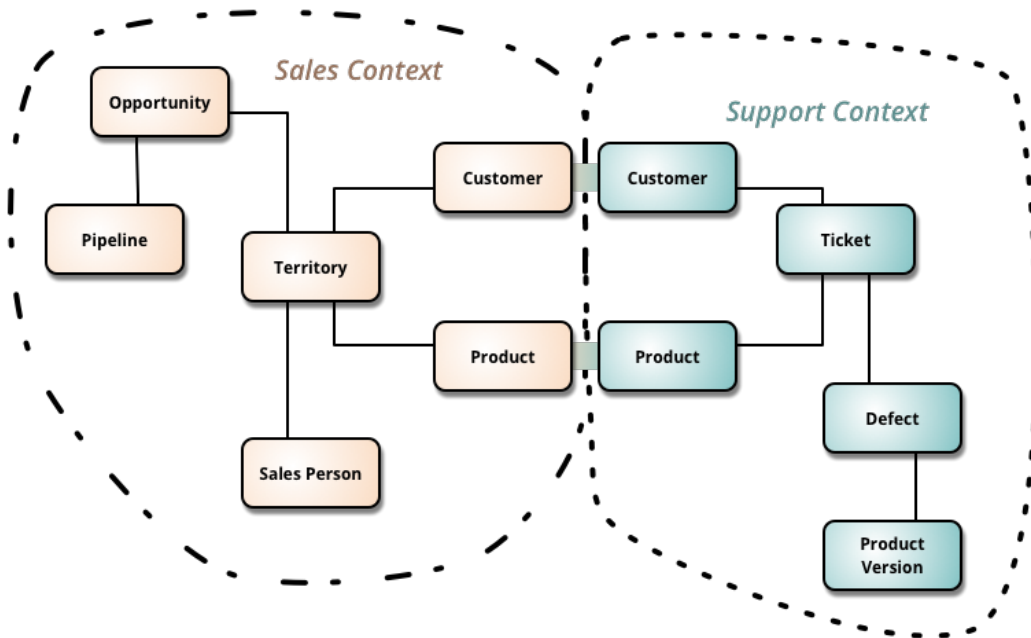 Sales Context
Opportunity
Pipeline
Territory
Customer
Product
Sales Person
Support Context
Customer
Ticket
Product
Defect
Product
Version